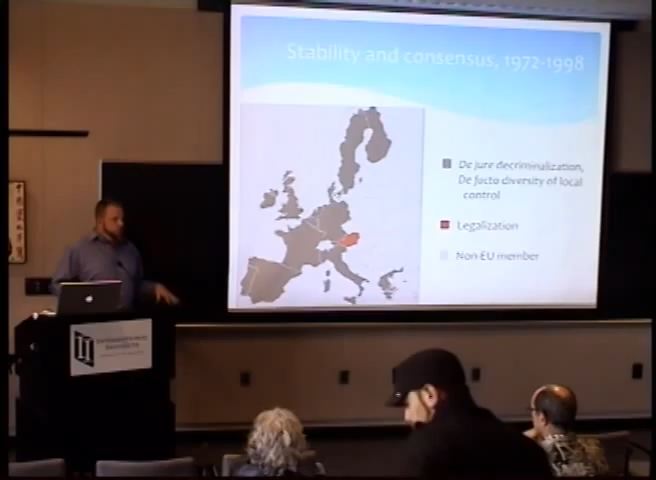 Stability and consensus, 1972-1998
De jure decriminalization,
De facto diversity of local
control
Legalization
Non-EU member